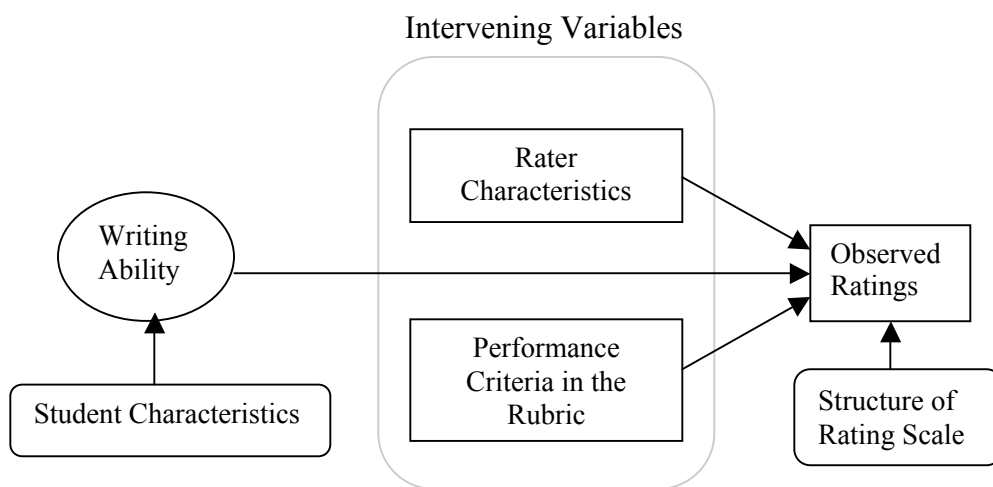 Intervening Variables
Rater
Characteristics
Writing
Ability
Observed
Ratings
Performance
Criteria in the
Rubric
Student Characteristics
Structure of
Rating Scale